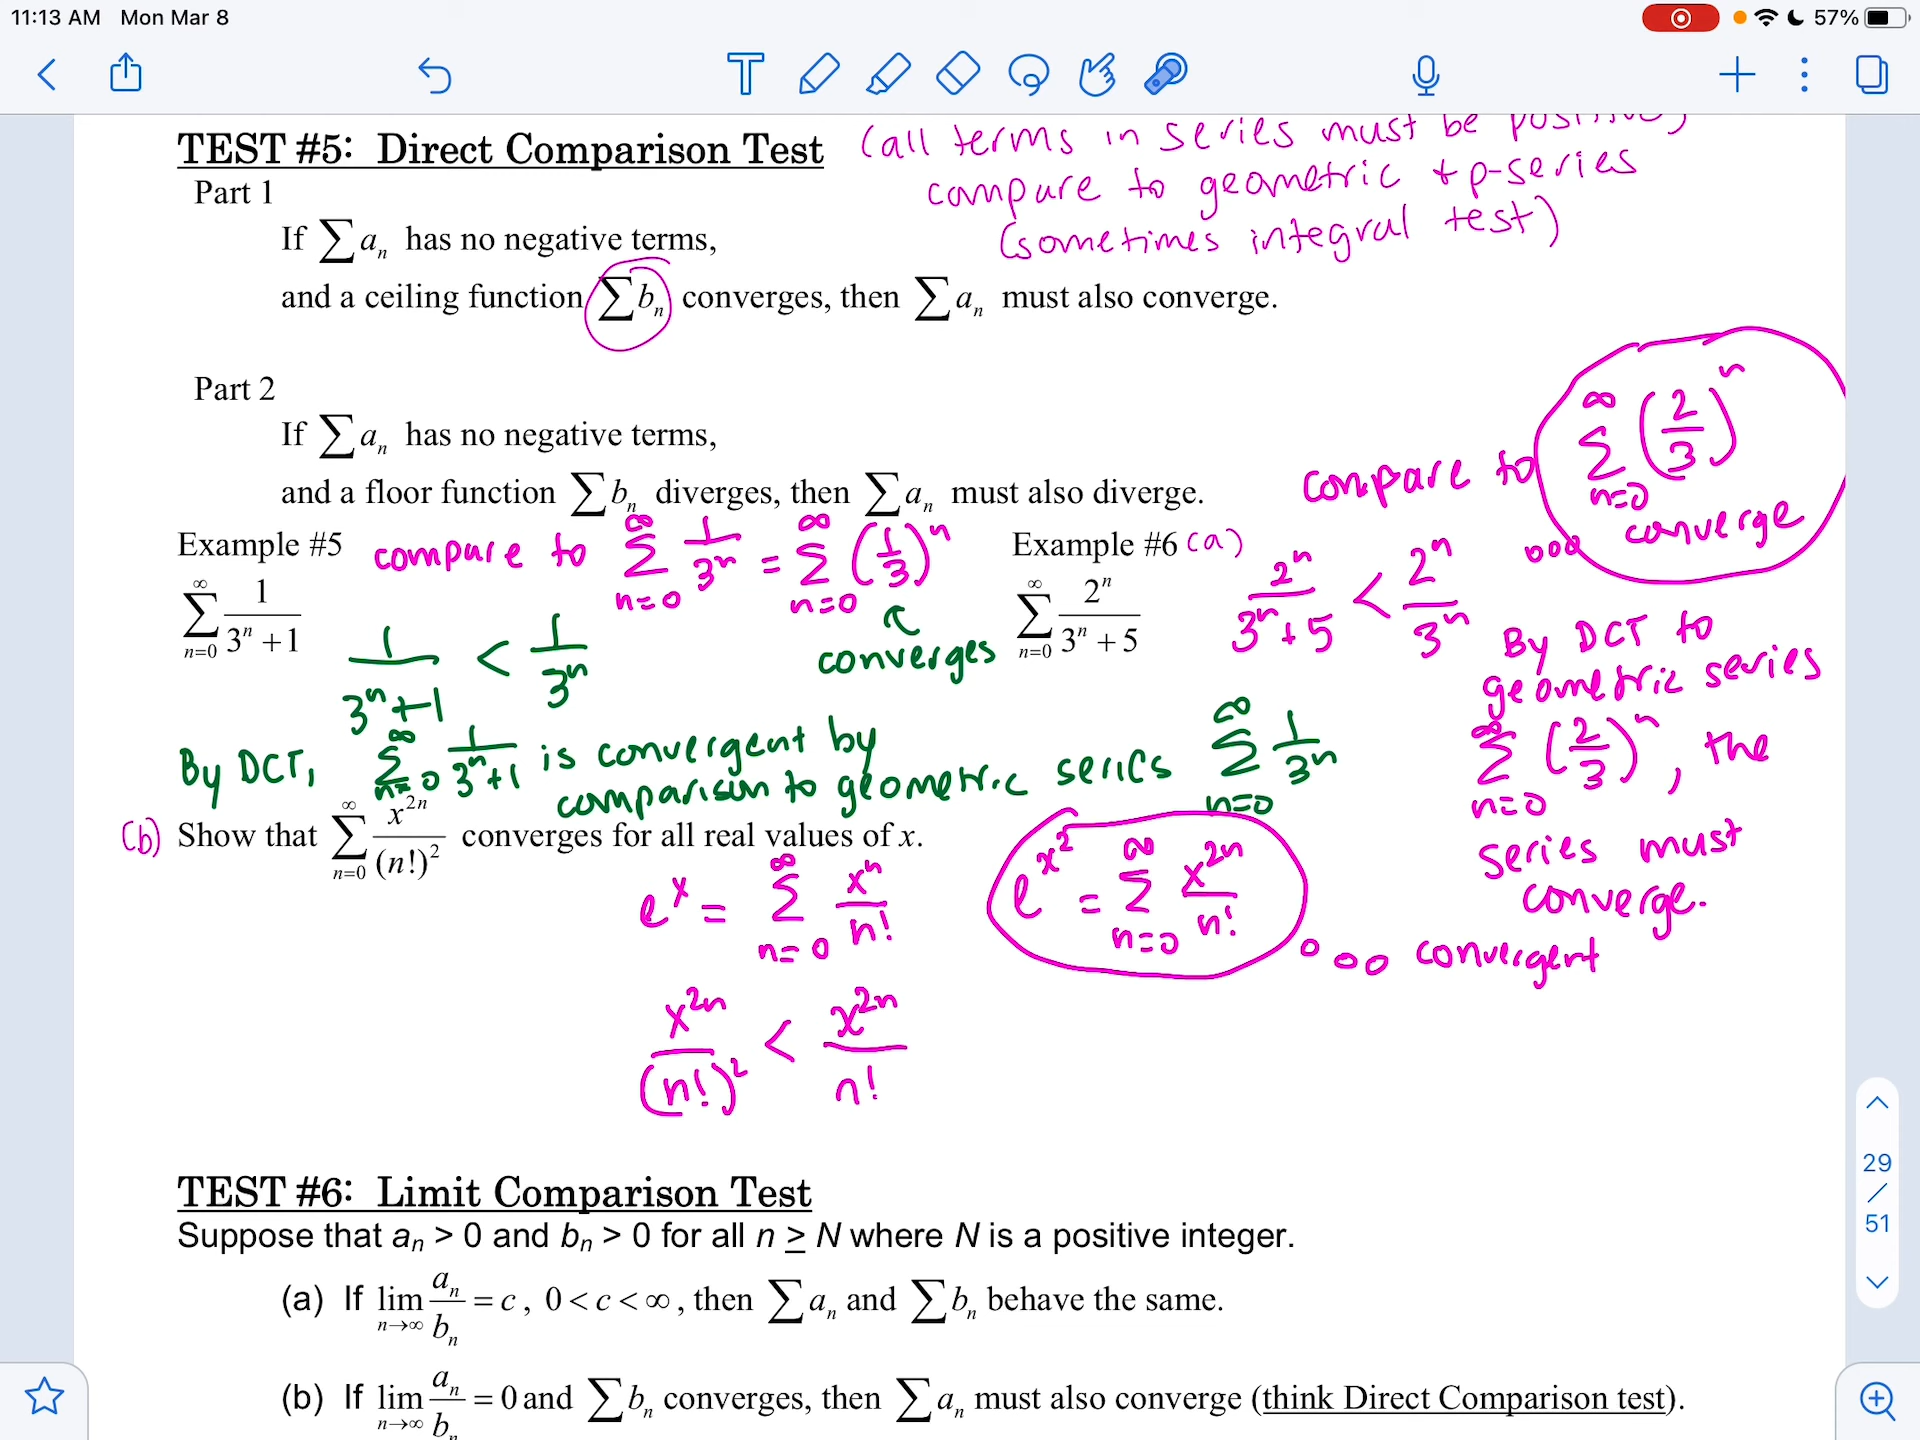 11:13 AM Mon Mar 8
57%
TEST #5: Direct Comparison Test (all terms in series must be positive)
Part 1 compare to geometric + p-series
(sometimes integral test)
If ∑ aₙ has no negative terms,
and a ceiling function ∑ bₙ converges, then ∑ aₙ must also converge.
Part 2
If ∑ aₙ has no negative terms,
and a floor function ∑ bₙ diverges, then ∑ aₙ must also diverge.
Example #5 compare to ∑_{n=0}^{∞} 1/3ⁿ = ∑_{n=0}^{∞} (1/3)ⁿ
converges
∑_{n=0}^{∞} 1/(3ⁿ + 1)
1/(3ⁿ+1) < 1/3ⁿ
By DCT, ∑_{n=0}^{∞} 1/(3ⁿ+1) is convergent by
comparison to geometric series ∑_{n=0}^{∞} 1/3ⁿ
Example #6 (a)
∑_{n=0}^{∞} 2ⁿ/(3ⁿ + 5)
2ⁿ/(3ⁿ+5) < 2ⁿ/3ⁿ
compare to ∑_{n=0}^{∞} (2/3)ⁿ
converge
By DCT to
geometric series
∑_{n=0}^{∞} (2/3)ⁿ, the
series must
converge.
(b) Show that ∑_{n=0}^{∞} x²ⁿ/(n!)² converges for all real values of x.
eˣ = ∑_{n=0}^{∞} xⁿ/n!
e^{x²} = ∑_{n=0}^{∞} x²ⁿ/n!
convergent
x²ⁿ/(n!)² < x²ⁿ/n!
TEST #6: Limit Comparison Test
Suppose that aₙ > 0 and bₙ > 0 for all n ≥ N where N is a positive integer.
(a) If lim_{n→∞} aₙ/bₙ = c, 0 < c < ∞, then ∑ aₙ and ∑ bₙ behave the same.
(b) If lim_{n→∞} aₙ/bₙ = 0 and ∑ bₙ converges, then ∑ aₙ must also converge (think Direct Comparison test).
29
/
51